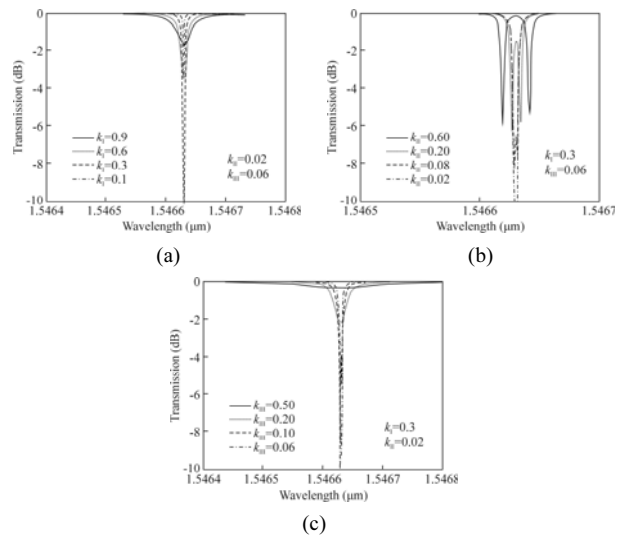 0
-2
-4
-6
-8
-10
Transmission (dB)
kᵢ=0.9
kᵢ=0.6
kᵢ=0.3
kᵢ=0.1
k_II=0.02
k_III=0.06
1.5464 1.5465 1.5466 1.5467 1.5468
Wavelength (μm)
(a)
0
-2
-4
-6
-8
-10
Transmission (dB)
k_II=0.60
k_II=0.20
k_II=0.08
k_II=0.02
k_I=0.3
k_III=0.06
1.5465 1.5466 1.5467
Wavelength (μm)
(b)
0
-2
-4
-6
-8
-10
Transmission (dB)
k_III=0.50
k_III=0.20
k_III=0.10
k_III=0.06
k_I=0.3
k_II=0.02
1.5464 1.5465 1.5466 1.5467 1.5468
Wavelength (μm)
(c)